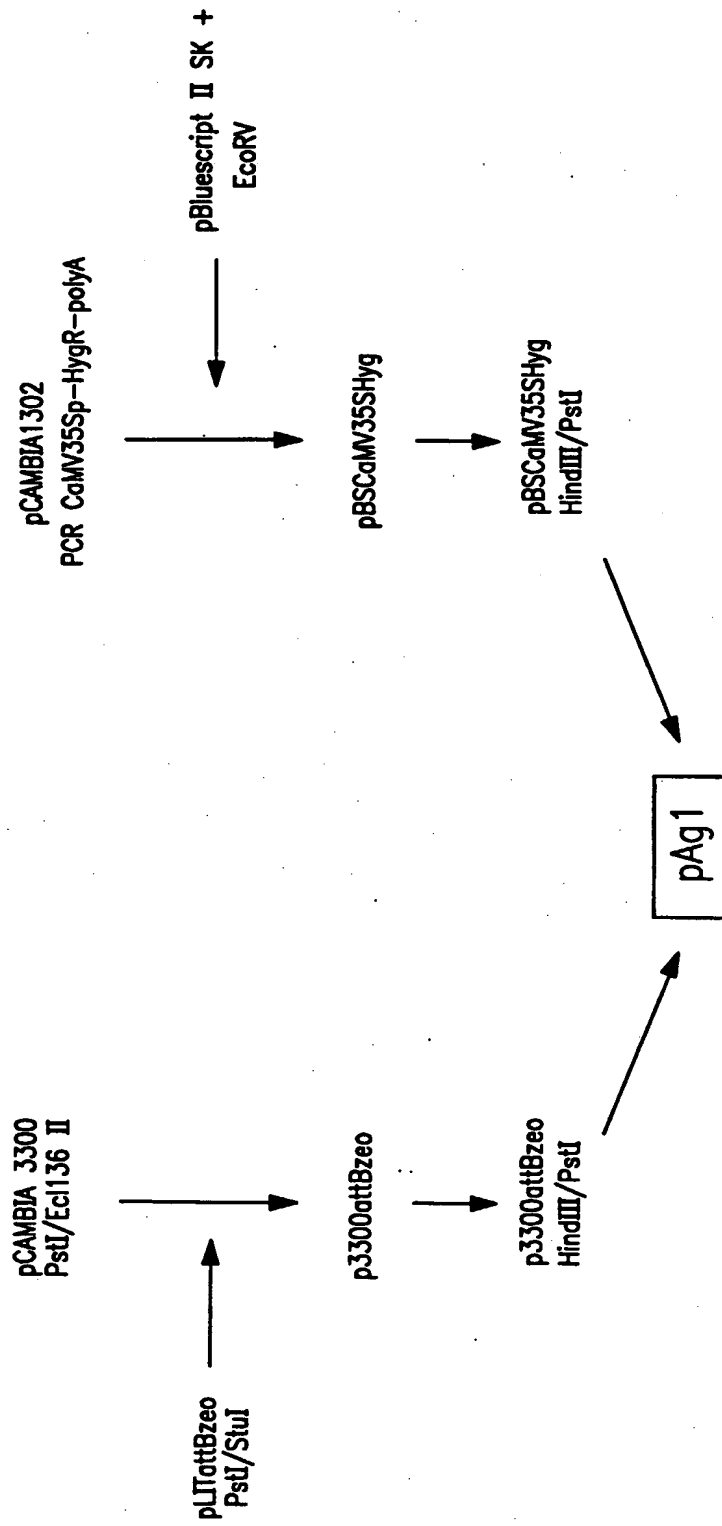 pCAMBIA 3300
PstI/Ecl136 II
pLITattBzeo
PstI/StuI
p3300attBzeo
p3300attBzeo
HindIII/PstI
pCAMBIA1302
PCR CaMV35Sp-HygR-polyA
pBluescript II SK +
EcoRV
pBSCaMV35SHyg
pBSCaMV35SHyg
HindIII/PstI
pAg1